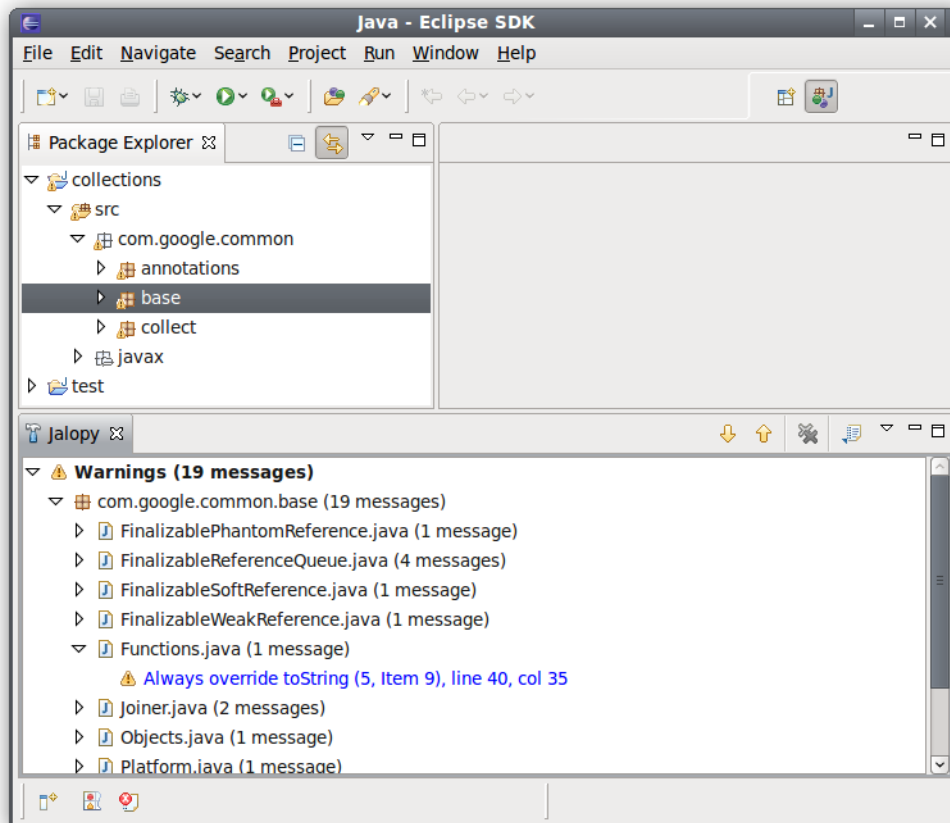 Java - Eclipse SDK
File Edit Navigate Search Project Run Window Help
Package Explorer
collections
src
com.google.common
annotations
base
collect
javax
test
Jalopy
Warnings (19 messages)
com.google.common.base (19 messages)
FinalizablePhantomReference.java (1 message)
FinalizableReferenceQueue.java (4 messages)
FinalizableSoftReference.java (1 message)
FinalizableWeakReference.java (1 message)
Functions.java (1 message)
Always override toString (5, Item 9), line 40, col 35
Joiner.java (2 messages)
Objects.java (1 message)
Platform.java (1 message)